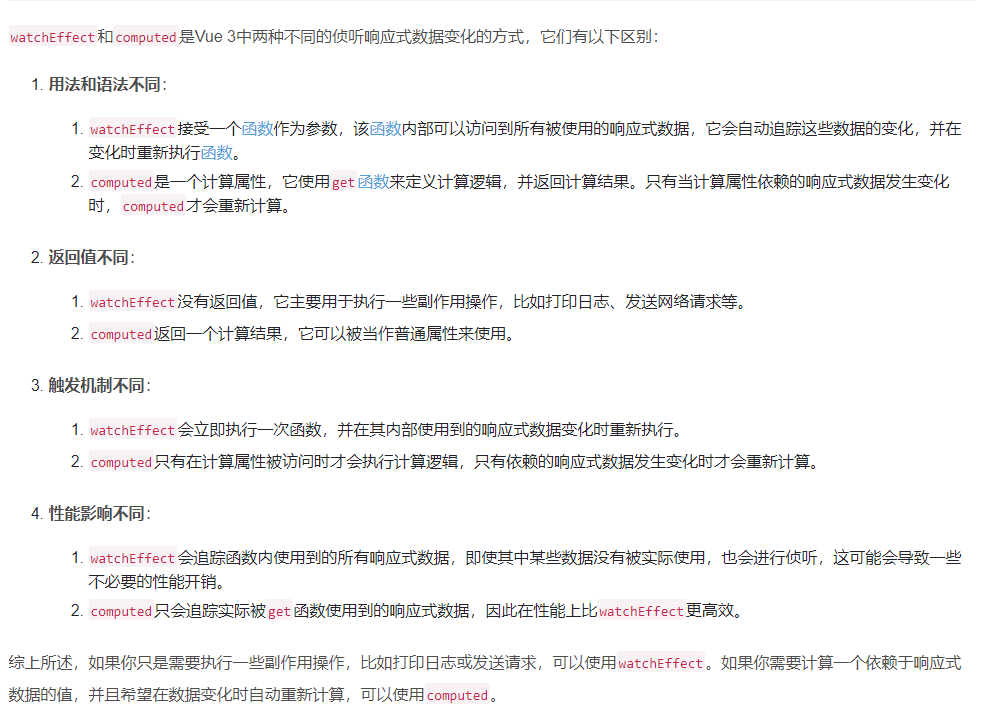 watchEffect和computed是Vue 3中两种不同的侦听响应式数据变化的方式，它们有以下区别：
1. 用法和语法不同：
1. watchEffect接受一个函数作为参数，该函数内部可以访问到所有被使用的响应式数据，它会自动追踪这些数据的变化，并在
变化时重新执行函数。
2. computed是一个计算属性，它使用get函数来定义计算逻辑，并返回计算结果。只有当计算属性依赖的响应式数据发生变化
时，computed才会重新计算。
2. 返回值不同：
1. watchEffect没有返回值，它主要用于执行一些副作用操作，比如打印日志、发送网络请求等。
2. computed返回一个计算结果，它可以被当作普通属性来使用。
3. 触发机制不同：
1. watchEffect会立即执行一次函数，并在其内部使用到的响应式数据变化时重新执行。
2. computed只有在计算属性被访问时才会执行计算逻辑，只有依赖的响应式数据发生变化时才会重新计算。
4. 性能影响不同：
1. watchEffect会追踪函数内使用到的所有响应式数据，即使其中某些数据没有被实际使用，也会进行侦听，这可能会导致一些
不必要的性能开销。
2. computed只会追踪实际被get函数使用到的响应式数据，因此在性能上比watchEffect更高效。
综上所述，如果你只是需要执行一些副作用操作，比如打印日志或发送请求，可以使用watchEffect。如果你需要计算一个依赖于响应式
数据的值，并且希望在数据变化时自动重新计算，可以使用computed。